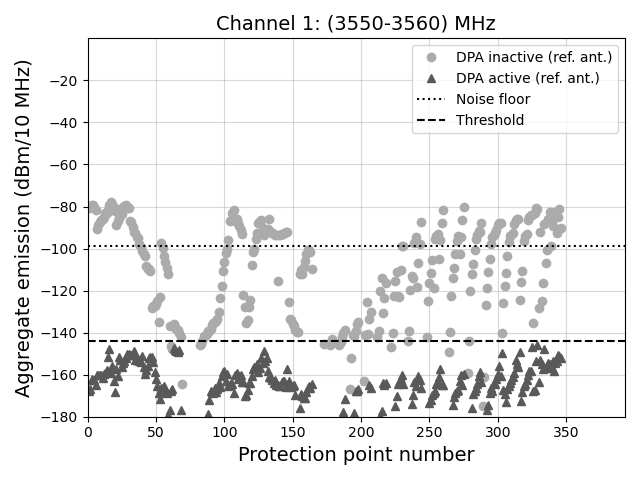 Channel 1: (3550-3560) MHz
DPA inactive (ref. ant.)
DPA active (ref. ant.)
Noise floor
Threshold
Aggregate emission (dBm/10 MHz)
−20
−40
−60
−80
−100
−120
−140
−160
−180
0 50 100 150 200 250 300 350
Protection point number